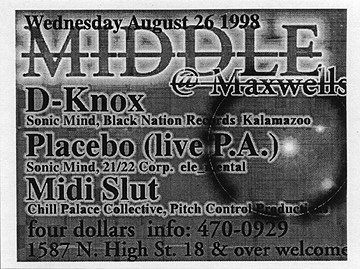 Wednesday August 26 1998
MIDDLE
@ Maxwells
D-Knox
Sonic Mind, Black Nation Records Kalamazoo
Placebo (live P.A.)
Sonic Mind, 21/22 Corp. cle_mental
Midi Slut
Chill Palace Collective, Pitch Control Productions
four dollars info: 470-0929
1587 N. High St. 18 & over welcome